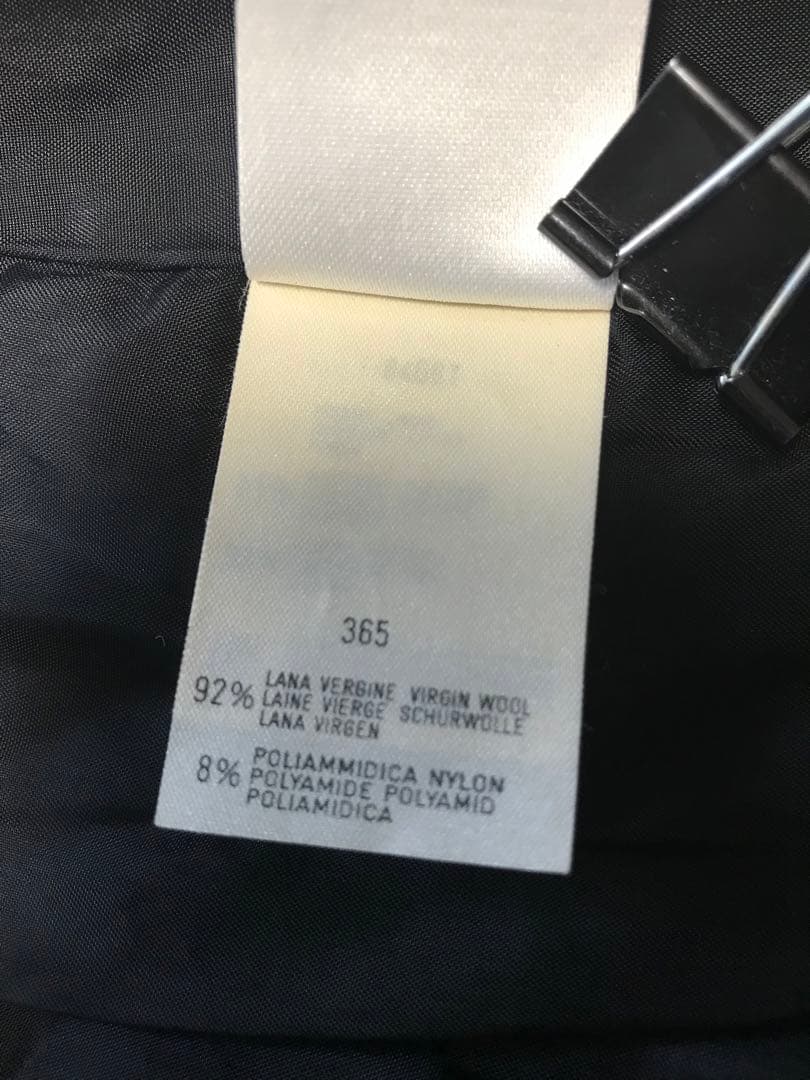 365
92% LANA VERGINE VIRGIN WOOL
LAINE VIERGE SCHURWOLLE
LANA VIRGEN
8% POLIAMMIDICA NYLON
POLYAMIDE POLYAMID
POLIAMIDICA